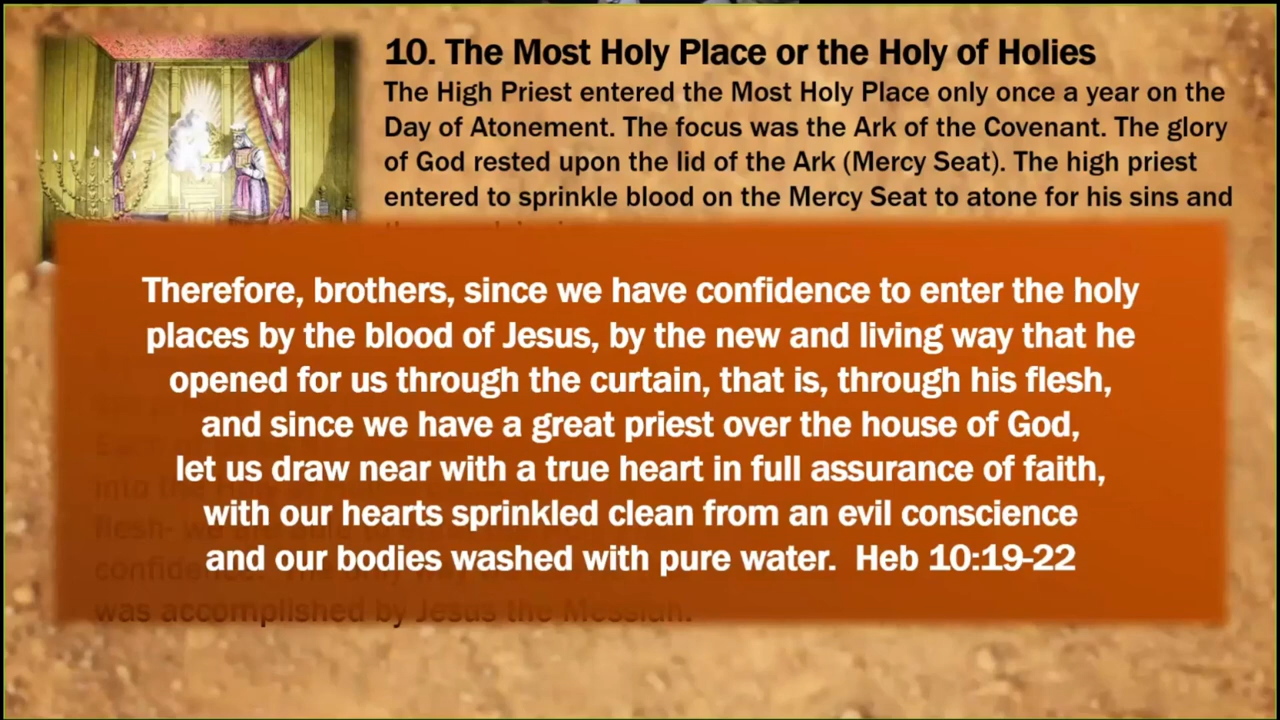 10. The Most Holy Place or the Holy of Holies
The High Priest entered the Most Holy Place only once a year on the
Day of Atonement. The focus was the Ark of the Covenant. The glory
of God rested upon the lid of the Ark (Mercy Seat). The high priest
entered to sprinkle blood on the Mercy Seat to atone for his sins and
Therefore, brothers, since we have confidence to enter the holy
places by the blood of Jesus, by the new and living way that he
opened for us through the curtain, that is, through his flesh,
and since we have a great priest over the house of God,
let us draw near with a true heart in full assurance of faith,
with our hearts sprinkled clean from an evil conscience
and our bodies washed with pure water. Heb 10:19-22
was accomplished by Jesus the Messiah.